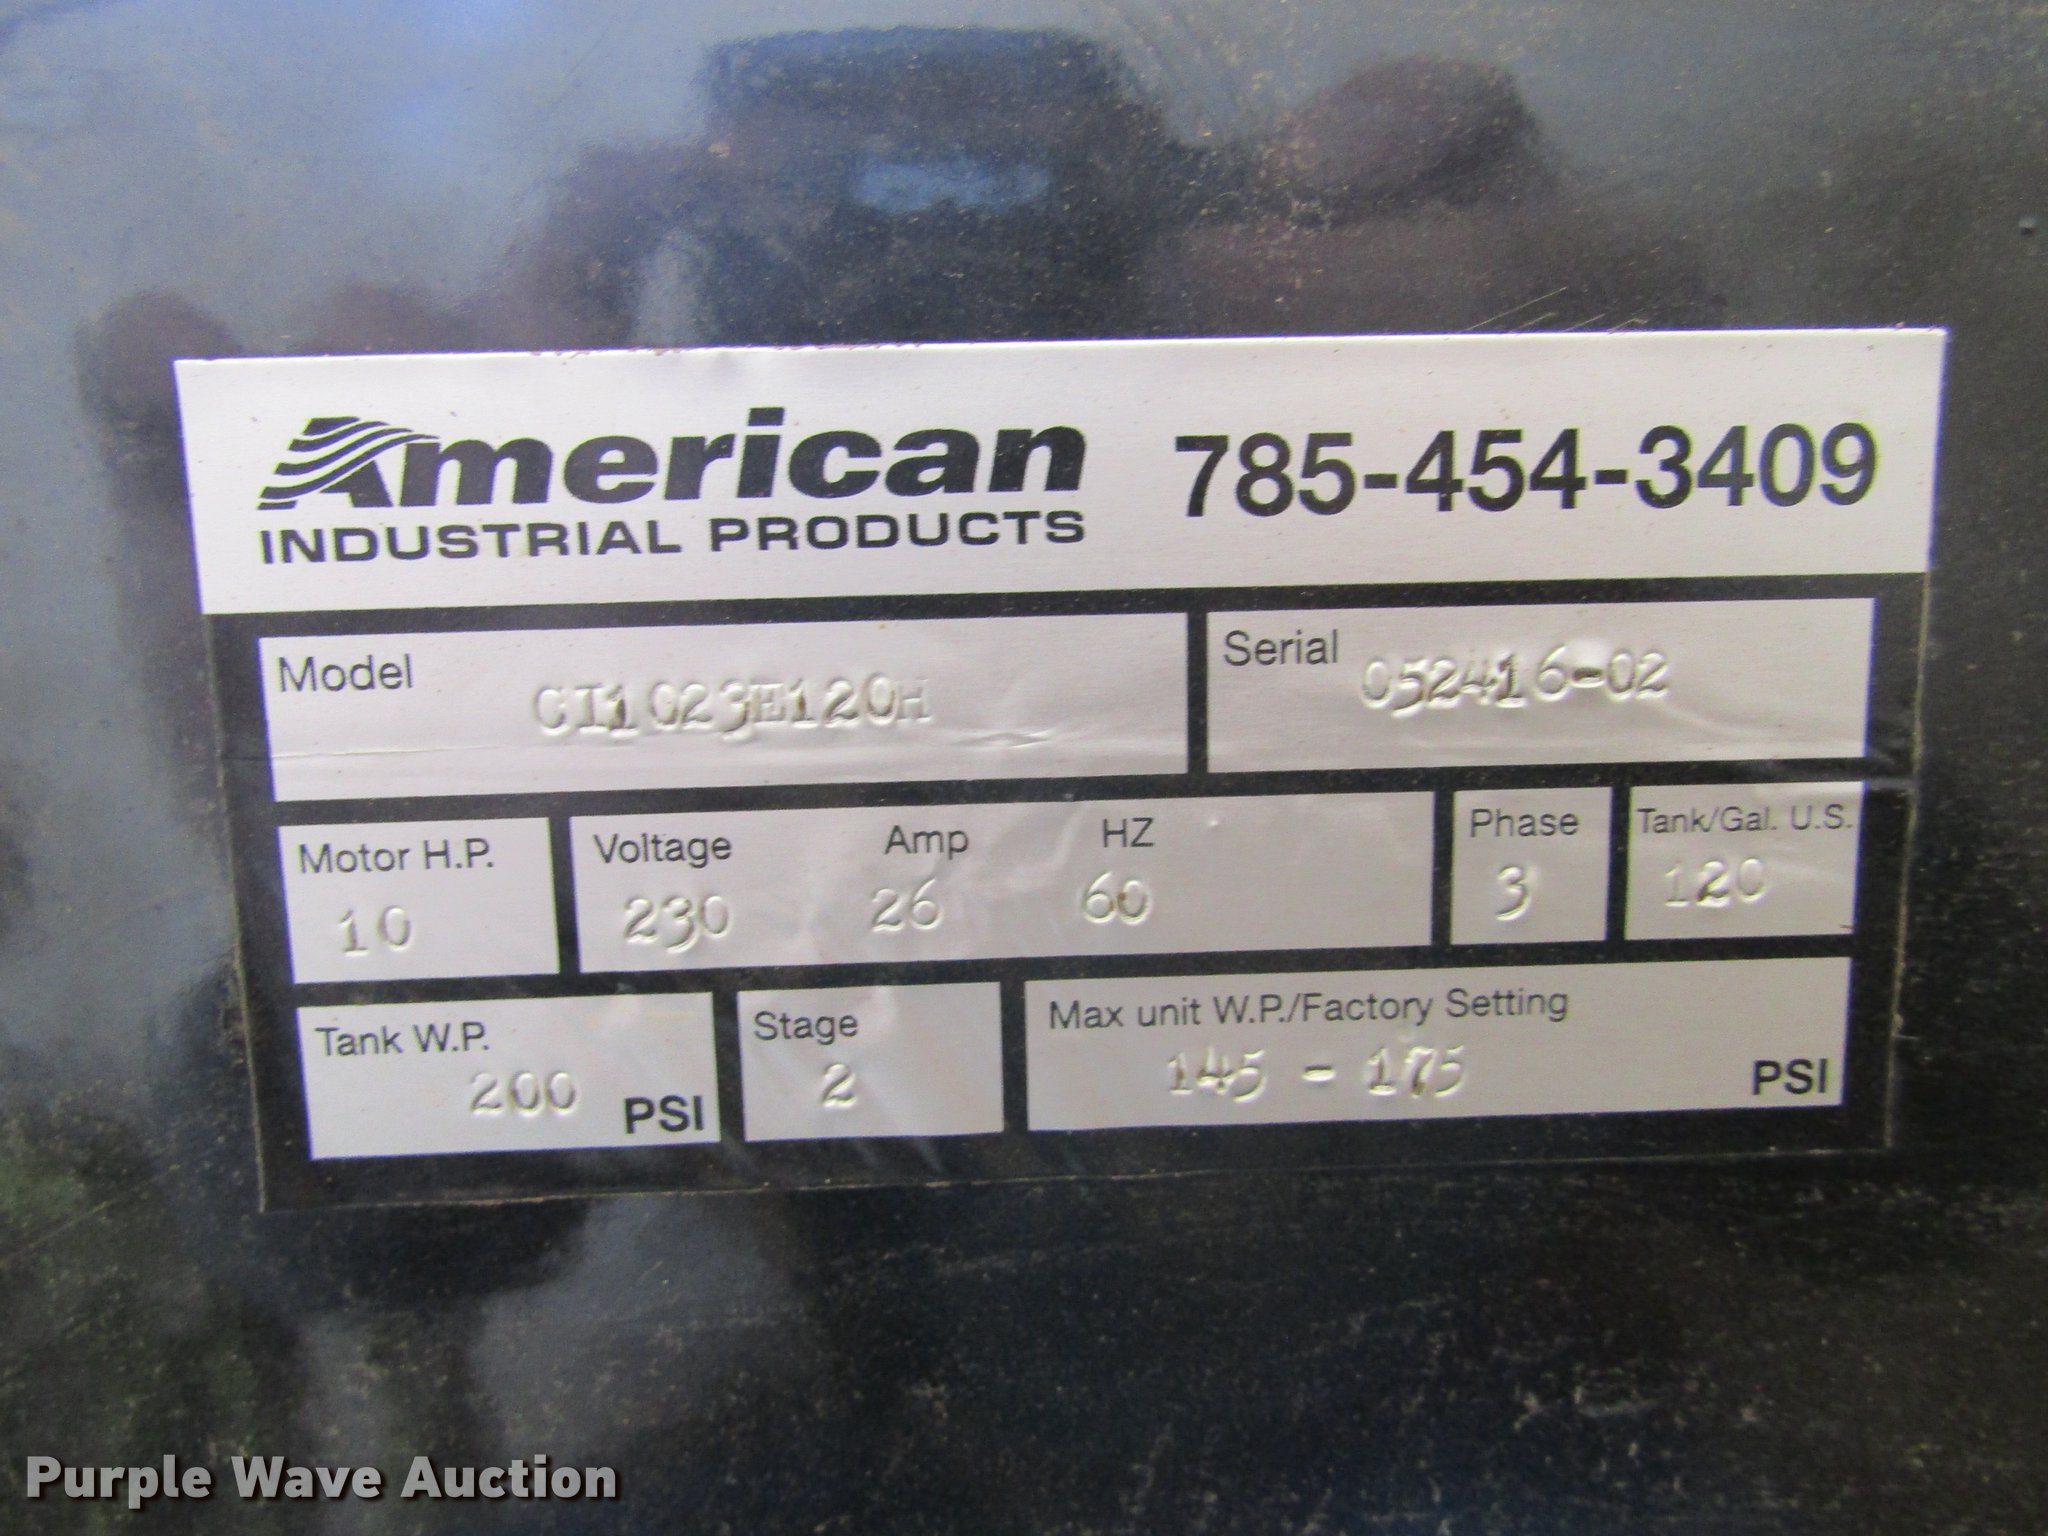 American 785-454-3409
INDUSTRIAL PRODUCTS
Model CI1023E120H Serial 052416-02
Motor H.P. Voltage Amp HZ Phase Tank/Gal. U.S.
10 230 26 60 3 120
Tank W.P. Stage Max unit W.P./Factory Setting
200 PSI 2 145 - 175 PSI
Purple Wave Auction